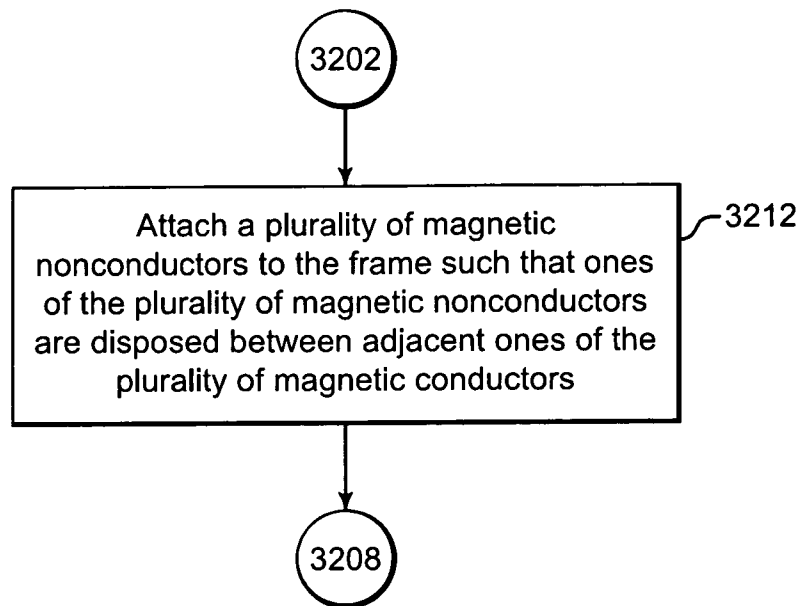 3202
Attach a plurality of magnetic
nonconductors to the frame such that ones
of the plurality of magnetic nonconductors
are disposed between adjacent ones of the
plurality of magnetic conductors
3212
3208